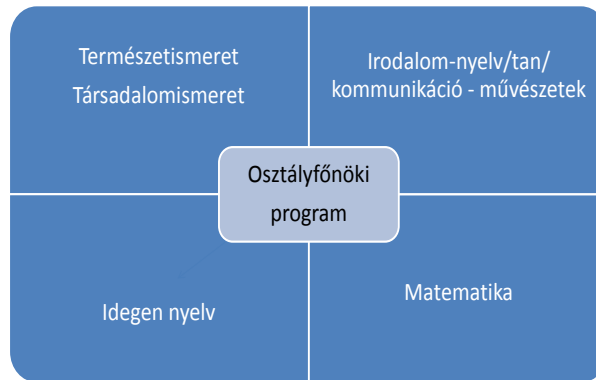 Természetismeret
Társadalomismeret
Irodalom-nyelv/tan/
kommunikáció - művészetek
Osztályfőnöki
program
Idegen nyelv
Matematika